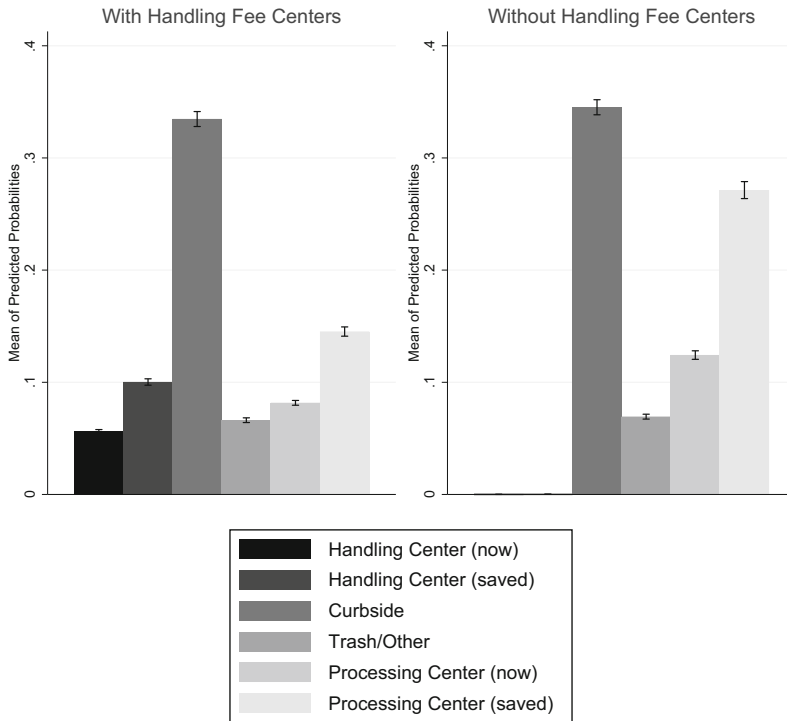 With Handling Fee Centers
Without Handling Fee Centers
Mean of Predicted Probabilities
.4
.3
.2
.1
0
Mean of Predicted Probabilities
.4
.3
.2
.1
0
Handling Center (now)
Handling Center (saved)
Curbside
Trash/Other
Processing Center (now)
Processing Center (saved)